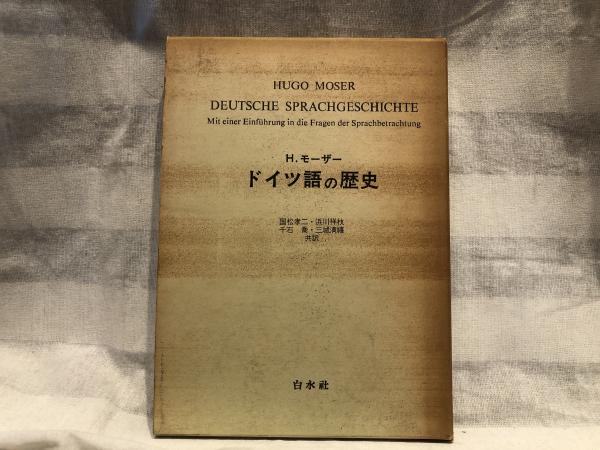 HUGO MOSER
DEUTSCHE SPRACHGESCHICHTE
Mit einer Einführung in die Fragen der Sprachbetrachtung
H.モーザー
ドイツ語の歴史
国松孝二・浜川祥枝
千石 喬・三城満禧
共訳
白水社